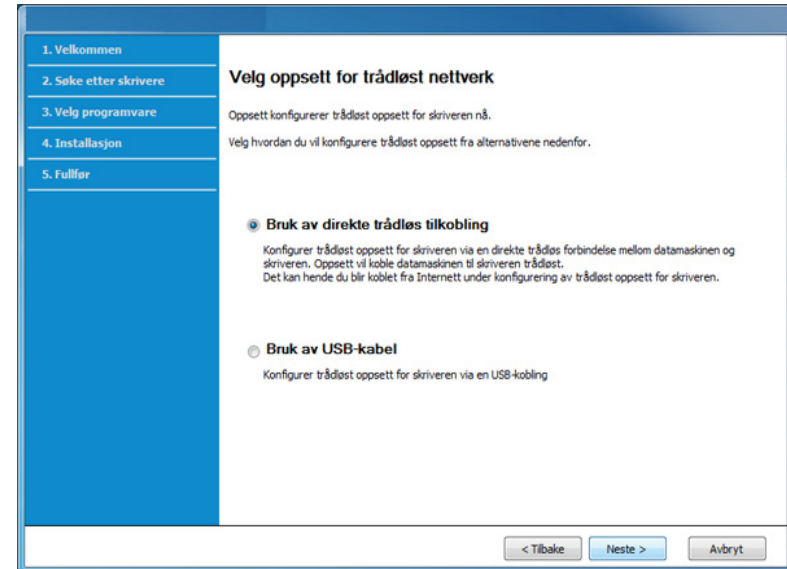 1. Velkommen
2. Søke etter skrivere
3. Velg programvare
4. Installasjon
5. Fullfør
Velg oppsett for trådløst nettverk
Oppsett konfigurerer trådløst oppsett for skriveren nå.
Velg hvordan du vil konfigurere trådløst oppsett fra alternativene nedenfor.
Bruk av direkte trådløs tilkobling
Konfigurer trådløst oppsett for skriveren via en direkte trådløs forbindelse mellom datamaskinen og
skriveren. Oppsett vil koble datamaskinen til skriveren trådløst.
Det kan hende du blir koblet fra Internett under konfigurering av trådløst oppsett for skriveren.
Bruk av USB-kabel
Konfigurer trådløst oppsett for skriveren via en USB-kobling
< Tilbake
Neste >
Avbryt